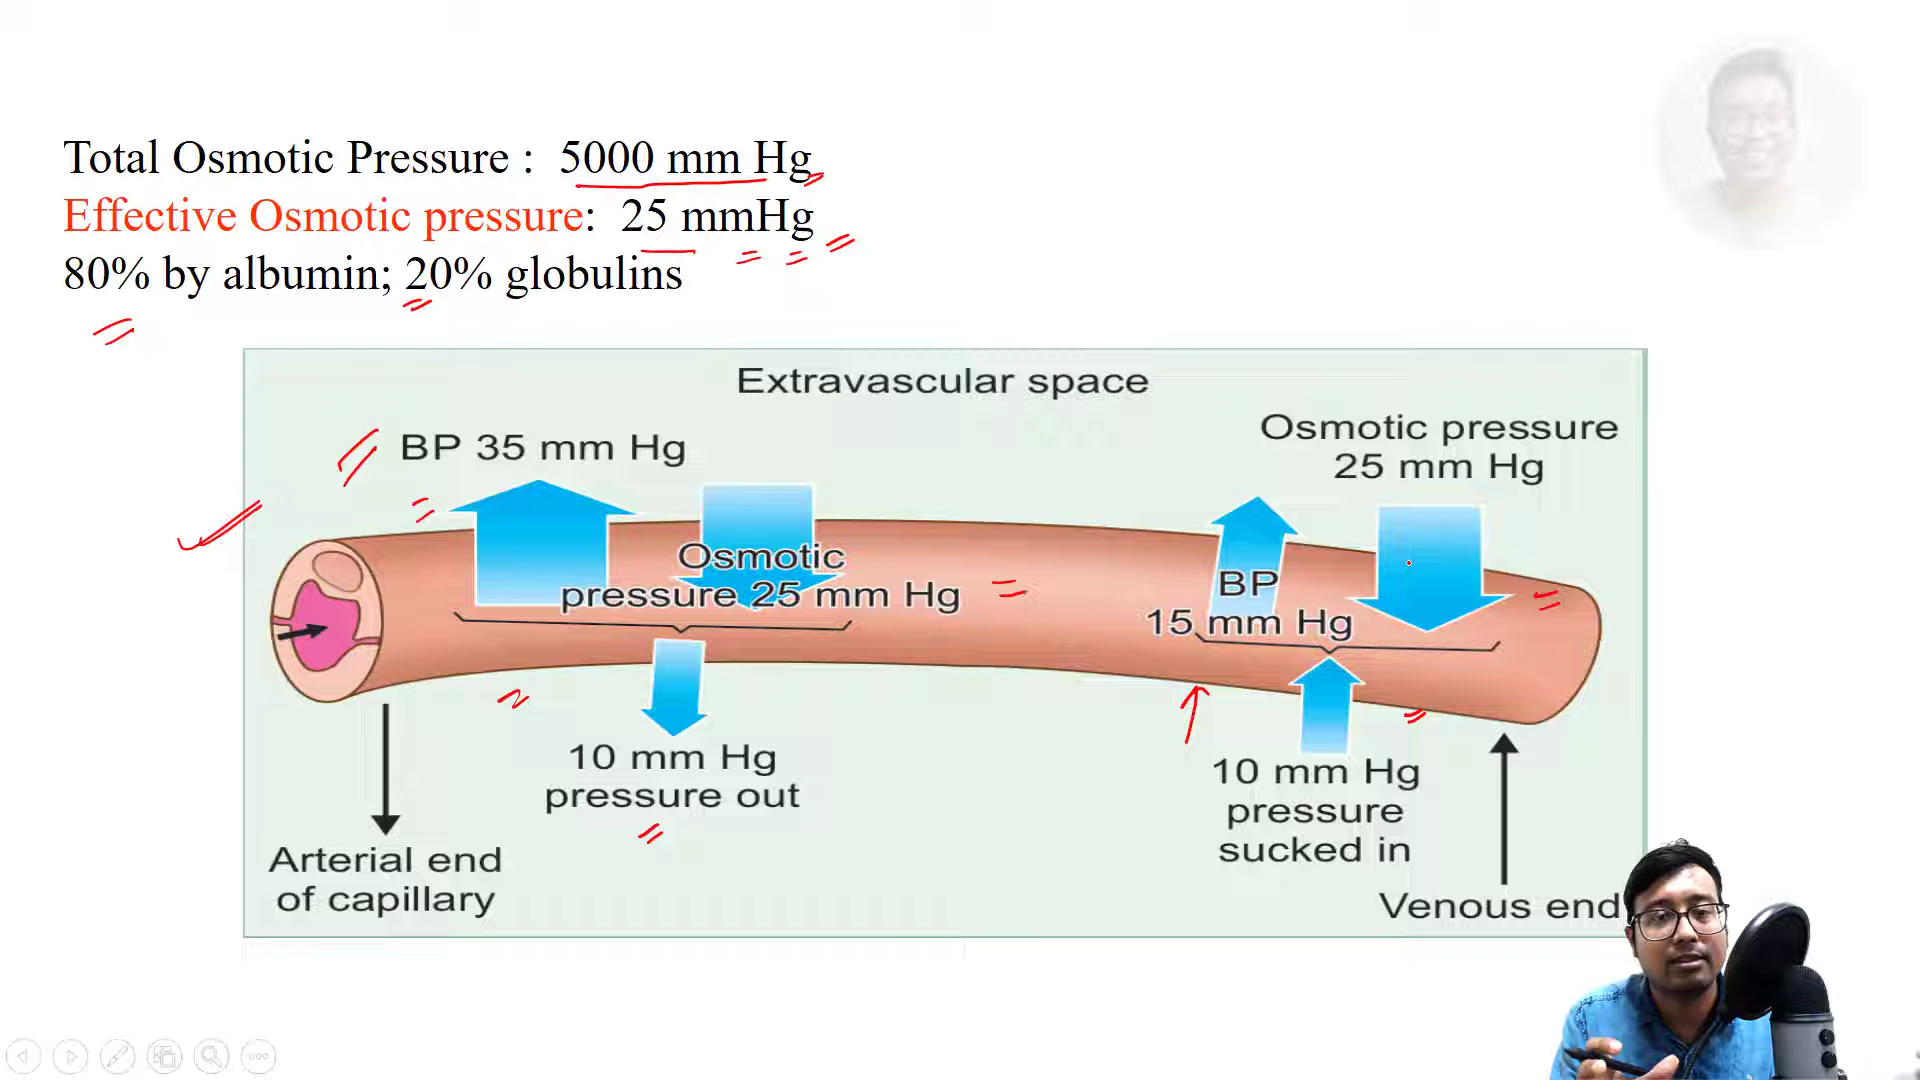 Total Osmotic Pressure : 5000 mm Hg
Effective Osmotic pressure: 25 mmHg
80% by albumin; 20% globulins
Extravascular space
BP 35 mm Hg
Osmotic
pressure 25 mm Hg
10 mm Hg
pressure out
Arterial end
of capillary
Osmotic pressure
25 mm Hg
BP
15 mm Hg
10 mm Hg
pressure
sucked in
Venous end